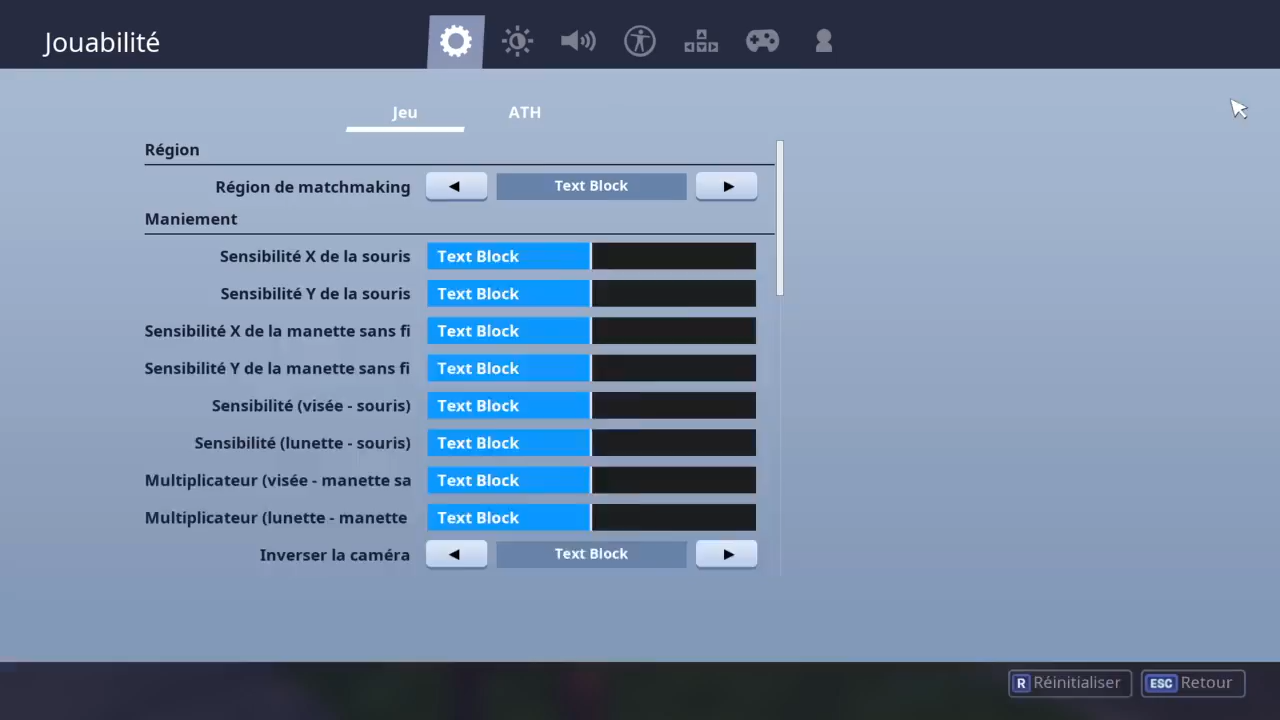 Jouabilité
Jeu ATH
Région
Région de matchmaking Text Block
Maniement
Sensibilité X de la souris Text Block
Sensibilité Y de la souris Text Block
Sensibilité X de la manette sans fi Text Block
Sensibilité Y de la manette sans fi Text Block
Sensibilité (visée - souris) Text Block
Sensibilité (lunette - souris) Text Block
Multiplicateur (visée - manette sa Text Block
Multiplicateur (lunette - manette Text Block
Inverser la caméra Text Block
R Réinitialiser ESC Retour